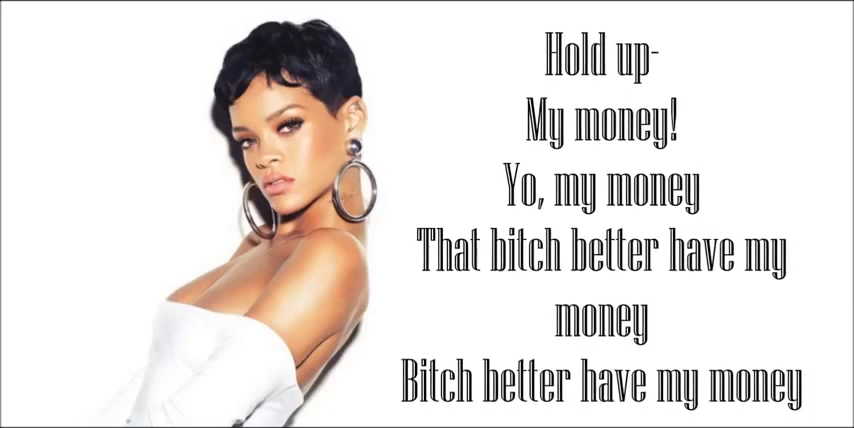 Hold up-
My money!
Yo, my money
That bitch better have my
money
Bitch better have my money